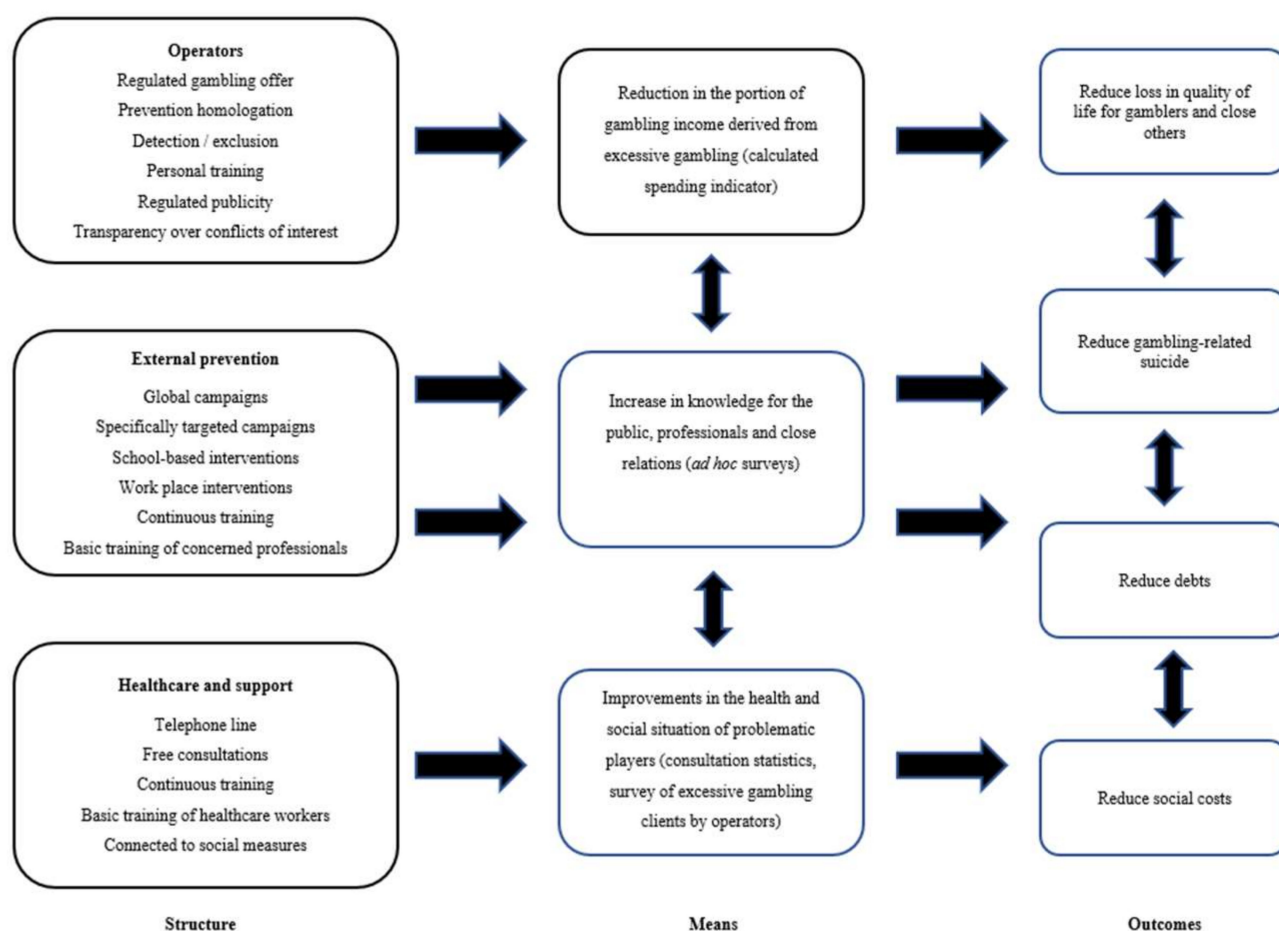 Operators
Regulated gambling offer
Prevention homologation
Detection / exclusion
Personal training
Regulated publicity
Transparency over conflicts of interest
External prevention
Global campaigns
Specifically targeted campaigns
School-based interventions
Work place interventions
Continuous training
Basic training of concerned professionals
Healthcare and support
Telephone line
Free consultations
Continuous training
Basic training of healthcare workers
Connected to social measures
Structure
Reduction in the portion of
gambling income derived from
excessive gambling (calculated
spending indicator)
Increase in knowledge for the
public, professionals and close
relations (ad hoc surveys)
Improvements in the health and
social situation of problematic
players (consultation statistics,
survey of excessive gambling
clients by operators)
Means
Reduce loss in quality of
life for gamblers and close
others
Reduce gambling-related
suicide
Reduce debts
Reduce social costs
Outcomes